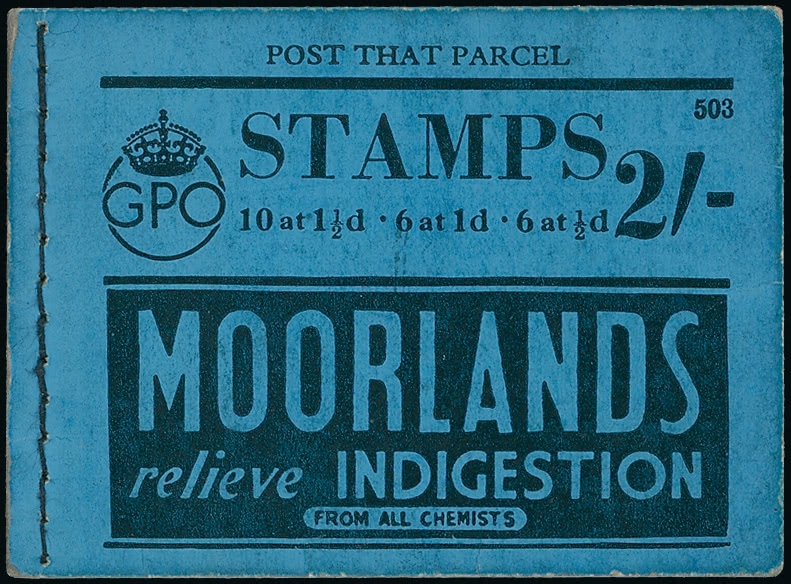 POST THAT PARCEL
503
GPO
STAMPS 2/-
10 at 1½d · 6 at 1d · 6 at ½d
MOORLANDS
relieve INDIGESTION
FROM ALL CHEMISTS